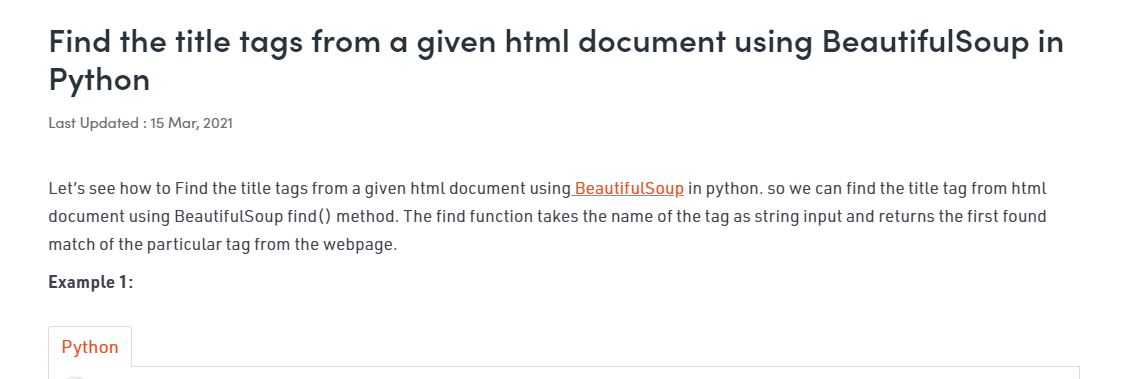 Find the title tags from a given html document using BeautifulSoup in
Python
Last Updated : 15 Mar, 2021
Let’s see how to Find the title tags from a given html document using BeautifulSoup in python. so we can find the title tag from html
document using BeautifulSoup find() method. The find function takes the name of the tag as string input and returns the first found
match of the particular tag from the webpage.
Example 1:
Python